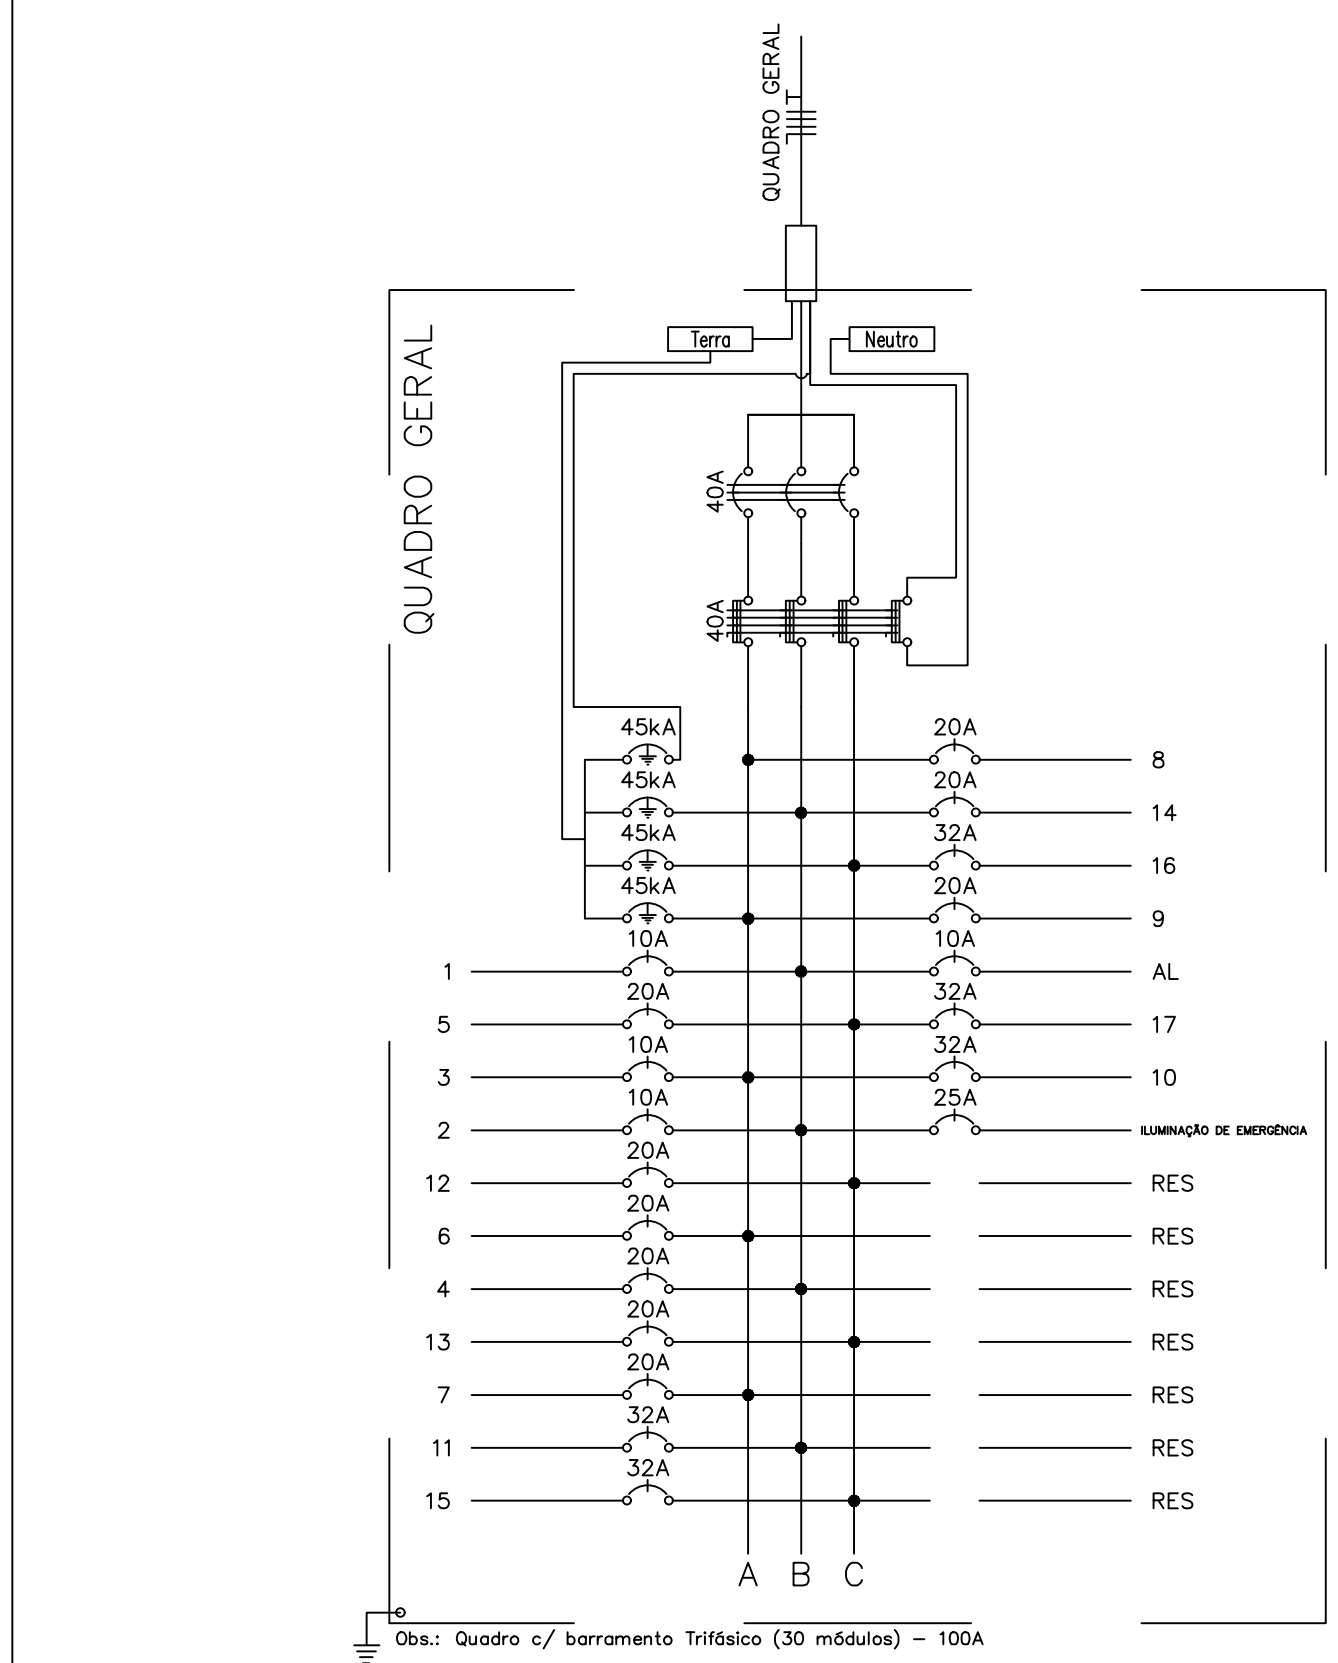 QUADRO GERAL
Terra
Neutro
QUADRO GERAL
40A
40A
45kA 20A
8
45kA 20A
14
45kA 32A
16
45kA 20A
9
10A 10A
1 AL
20A 32A
5 17
10A 32A
3 10
10A 25A
2 ILUMINAÇÃO DE EMERGÊNCIA
20A
12 RES
20A
6 RES
20A
4 RES
20A
13 RES
20A
7 RES
32A
11 RES
32A
15 RES
A B C
Obs.: Quadro c/ barramento Trifásico (30 módulos) – 100A